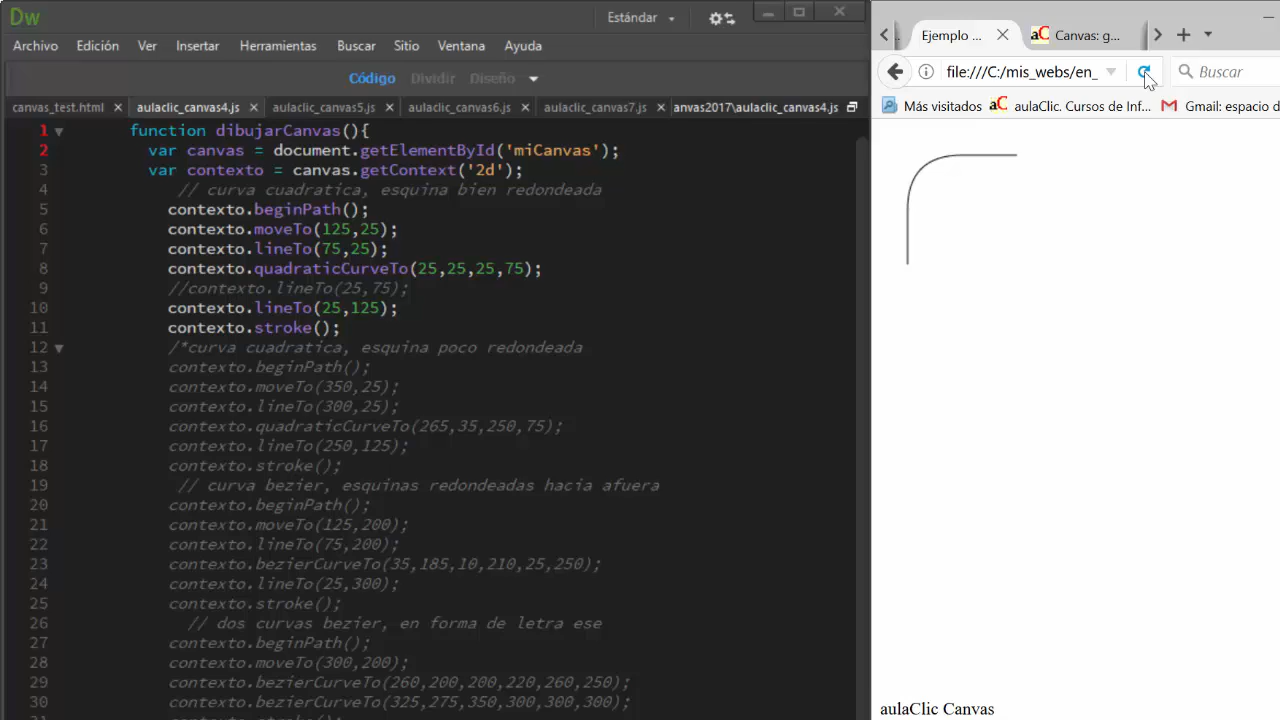 Dw
Estándar
Archivo Edición Ver Insertar Herramientas Buscar Sitio Ventana Ayuda
Código Dividir Diseño
canvas_test.html aulaclic_canvas4.js aulaclic_canvas5.js aulaclic_canvas6.js aulaclic_canvas7.js anvas2017\aulaclic_canvas4.js
1 function dibujarCanvas(){
2 var canvas = document.getElementById('miCanvas');
3 var contexto = canvas.getContext('2d');
4 // curva cuadratica, esquina bien redondeada
5 contexto.beginPath();
6 contexto.moveTo(125,25);
7 contexto.lineTo(75,25);
8 contexto.quadraticCurveTo(25,25,25,75);
9 //contexto.lineTo(25,75);
10 contexto.lineTo(25,125);
11 contexto.stroke();
12 /*curva cuadratica, esquina poco redondeada
13 contexto.beginPath();
14 contexto.moveTo(350,25);
15 contexto.lineTo(300,25);
16 contexto.quadraticCurveTo(265,35,250,75);
17 contexto.lineTo(250,125);
18 contexto.stroke();
19 // curva bezier, esquinas redondeadas hacia afuera
20 contexto.beginPath();
21 contexto.moveTo(125,200);
22 contexto.lineTo(75,200);
23 contexto.bezierCurveTo(35,185,10,210,25,250);
24 contexto.lineTo(25,300);
25 contexto.stroke();
26 // dos curvas bezier, en forma de letra ese
27 contexto.beginPath();
28 contexto.moveTo(300,200);
29 contexto.bezierCurveTo(260,200,200,220,260,250);
30 contexto.bezierCurveTo(325,275,350,300,300,300);
Ejemplo ... aC Canvas: g...
file:///C:/mis_webs/en_ Buscar
Más visitados aC aulaClic. Cursos de Inf... Gmail: espacio d
aulaClic Canvas